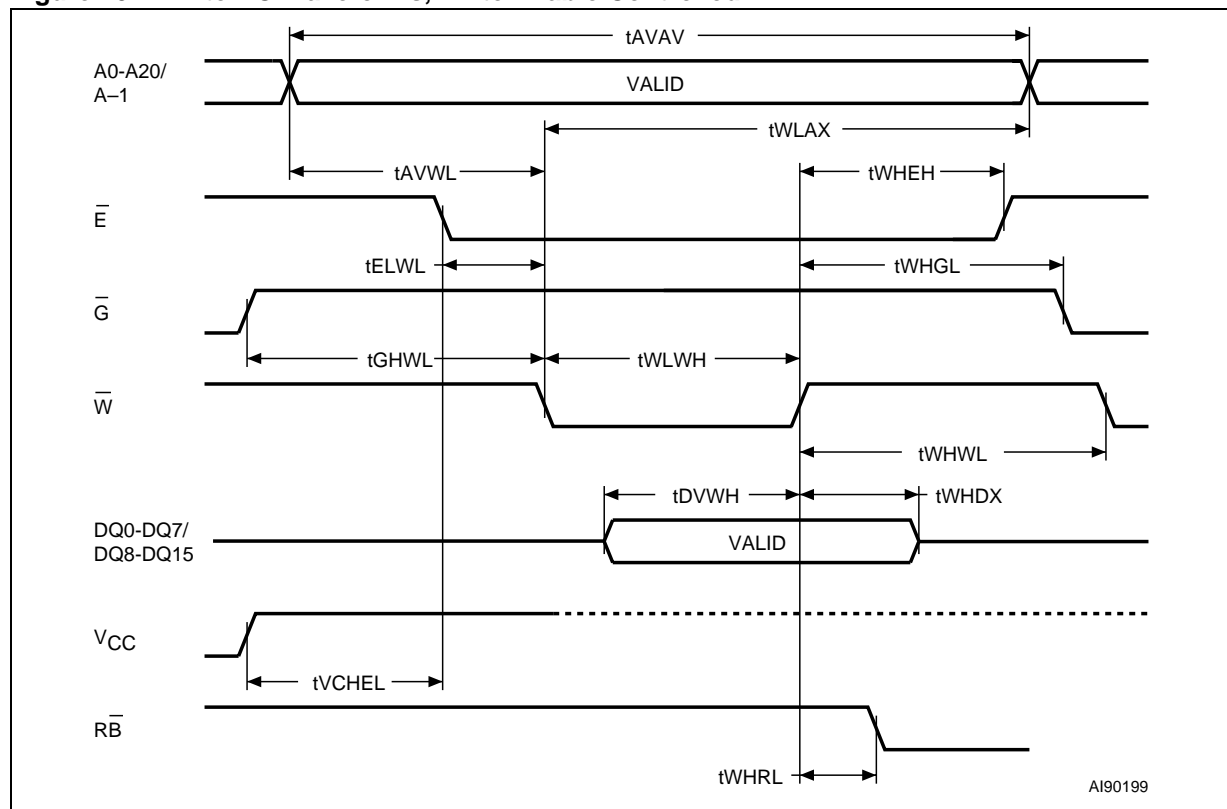 tAVAV
A0-A20/
A–1
VALID
tWLAX
tAVWL
tWHEH
E̅
tELWL
tWHGL
G̅
tGHWL
tWLWH
W̅
tWHWL
tDVWH
tWHDX
DQ0-DQ7/
DQ8-DQ15
VALID
VCC
tVCHEL
RB̅
tWHRL
AI90199